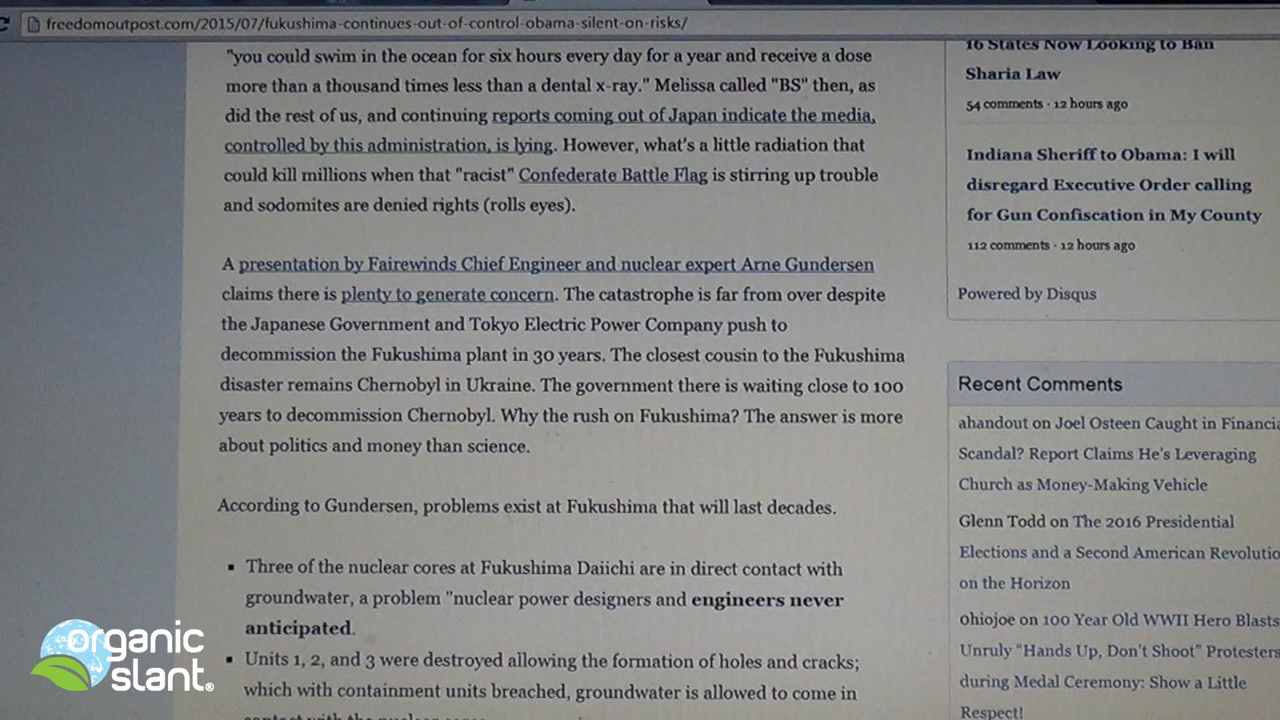 freedomoutpost.com/2015/07/fukushima-continues-out-of-control-obama-silent-on-risks/
"you could swim in the ocean for six hours every day for a year and receive a dose
more than a thousand times less than a dental x-ray." Melissa called "BS" then, as
did the rest of us, and continuing reports coming out of Japan indicate the media,
controlled by this administration, is lying. However, what's a little radiation that
could kill millions when that "racist" Confederate Battle Flag is stirring up trouble
and sodomites are denied rights (rolls eyes).
A presentation by Fairewinds Chief Engineer and nuclear expert Arne Gundersen
claims there is plenty to generate concern. The catastrophe is far from over despite
the Japanese Government and Tokyo Electric Power Company push to
decommission the Fukushima plant in 30 years. The closest cousin to the Fukushima
disaster remains Chernobyl in Ukraine. The government there is waiting close to 100
years to decommission Chernobyl. Why the rush on Fukushima? The answer is more
about politics and money than science.
According to Gundersen, problems exist at Fukushima that will last decades.
▪ Three of the nuclear cores at Fukushima Daiichi are in direct contact with
groundwater, a problem "nuclear power designers and engineers never
anticipated.
▪ Units 1, 2, and 3 were destroyed allowing the formation of holes and cracks;
which with containment units breached, groundwater is allowed to come in
16 States Now Looking to Ban
Sharia Law
54 comments · 12 hours ago
Indiana Sheriff to Obama: I will
disregard Executive Order calling
for Gun Confiscation in My County
112 comments · 12 hours ago
Powered by Disqus
Recent Comments
ahandout on Joel Osteen Caught in Financia
Scandal? Report Claims He's Leveraging
Church as Money-Making Vehicle
Glenn Todd on The 2016 Presidential
Elections and a Second American Revolutio
on the Horizon
ohiojoe on 100 Year Old WWII Hero Blasts
Unruly "Hands Up, Don't Shoot" Protesters
during Medal Ceremony: Show a Little
Respect!
organic
slant®